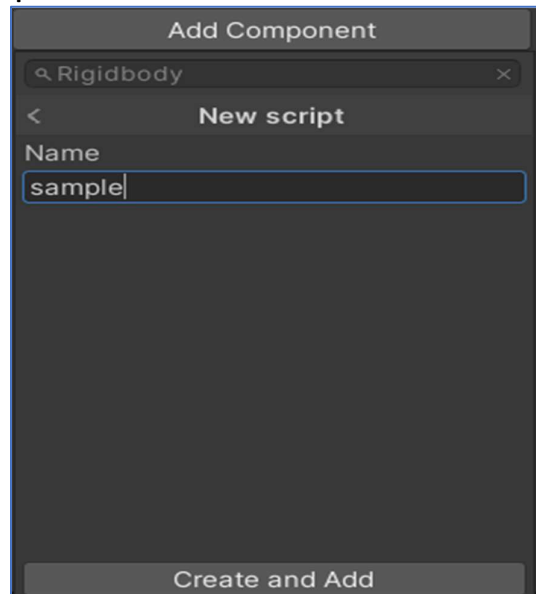 Add Component
Rigidbody
New script
Name
sample
Create and Add